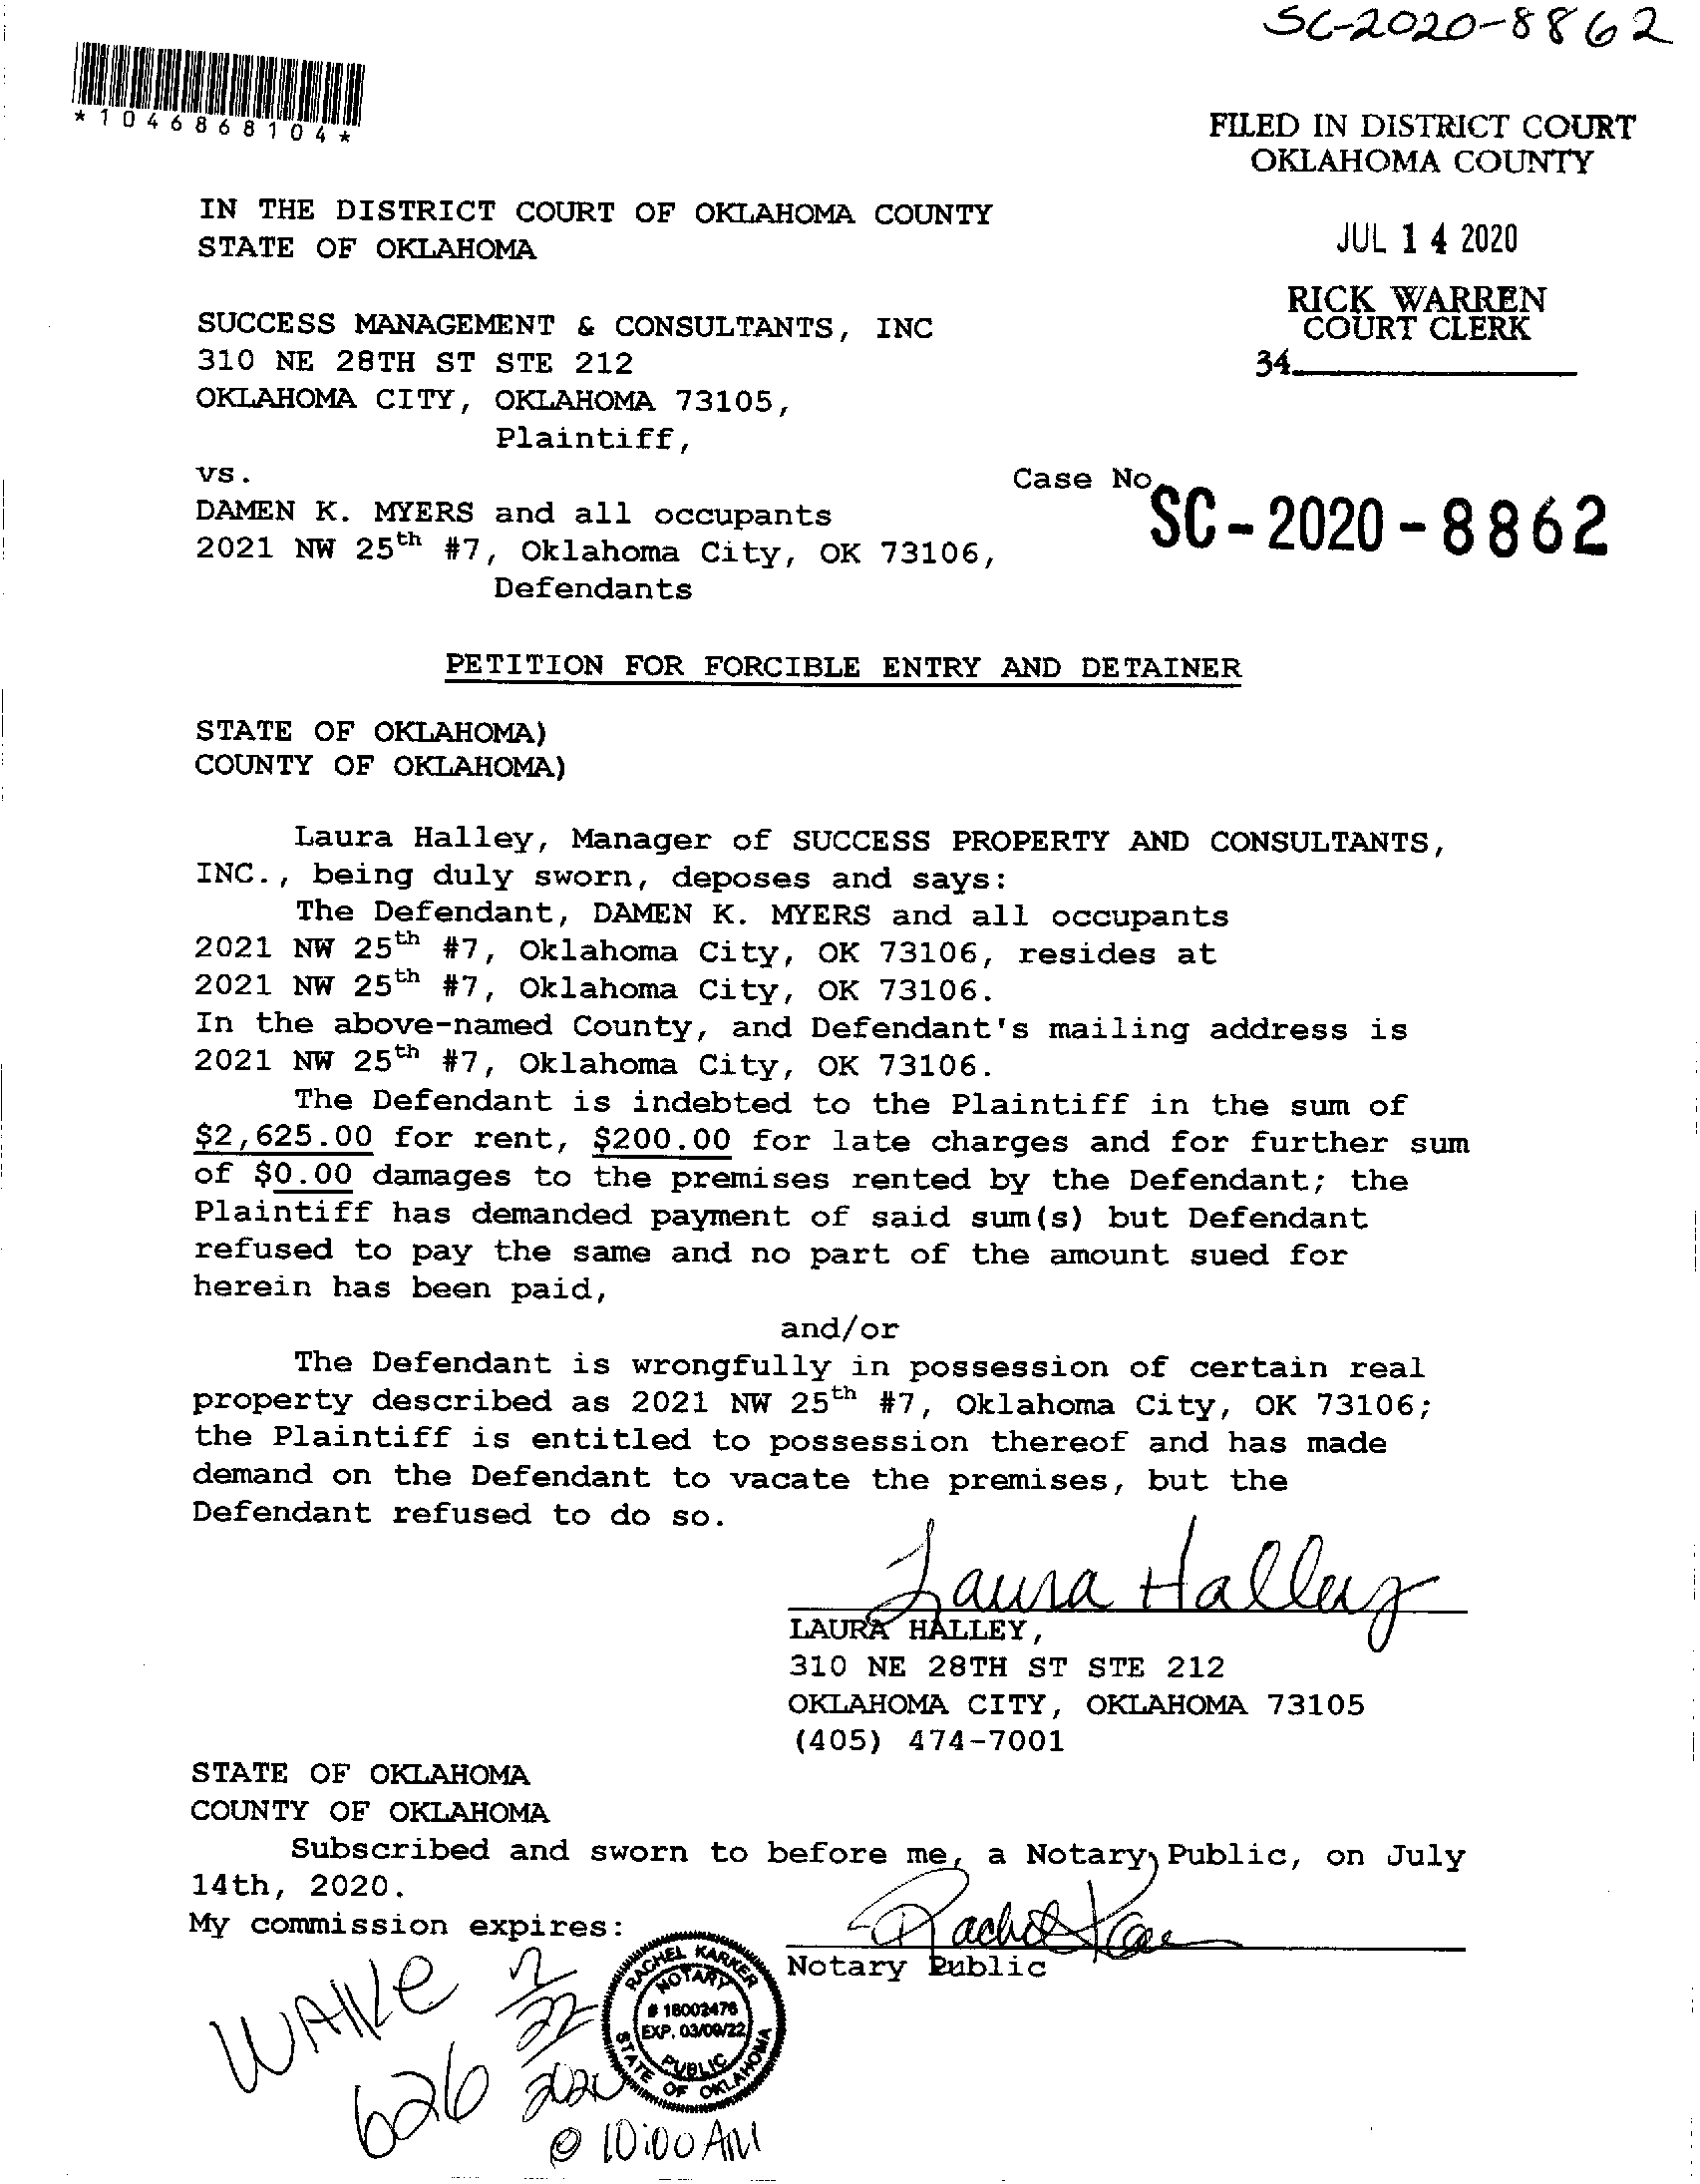 SC-2020-8862
*1046868104*
FILED IN DISTRICT COURT
OKLAHOMA COUNTY
JUL 14 2020
RICK WARREN
COURT CLERK
34
IN THE DISTRICT COURT OF OKLAHOMA COUNTY
STATE OF OKLAHOMA
SUCCESS MANAGEMENT & CONSULTANTS, INC
310 NE 28TH ST STE 212
OKLAHOMA CITY, OKLAHOMA 73105,
Plaintiff,
vs.
Case No.
SC-2020-8862
DAMEN K. MYERS and all occupants
2021 NW 25th #7, Oklahoma City, OK 73106,
Defendants
PETITION FOR FORCIBLE ENTRY AND DETAINER
STATE OF OKLAHOMA)
COUNTY OF OKLAHOMA)
Laura Halley, Manager of SUCCESS PROPERTY AND CONSULTANTS,
INC., being duly sworn, deposes and says:
The Defendant, DAMEN K. MYERS and all occupants
2021 NW 25th #7, Oklahoma City, OK 73106, resides at
2021 NW 25th #7, Oklahoma City, OK 73106.
In the above-named County, and Defendant's mailing address is
2021 NW 25th #7, Oklahoma City, OK 73106.
The Defendant is indebted to the Plaintiff in the sum of
$2,625.00 for rent, $200.00 for late charges and for further sum
of $0.00 damages to the premises rented by the Defendant; the
Plaintiff has demanded payment of said sum(s) but Defendant
refused to pay the same and no part of the amount sued for
herein has been paid,
and/or
The Defendant is wrongfully in possession of certain real
property described as 2021 NW 25th #7, Oklahoma City, OK 73106;
the Plaintiff is entitled to possession thereof and has made
demand on the Defendant to vacate the premises, but the
Defendant refused to do so.
Laura Halley
LAURA HALLEY,
310 NE 28TH ST STE 212
OKLAHOMA CITY, OKLAHOMA 73105
(405) 474-7001
STATE OF OKLAHOMA
COUNTY OF OKLAHOMA
Subscribed and sworn to before me, a Notary Public, on July
14th, 2020.
My commission expires:
Notary Public
RACHEL KARKER
NOTARY
# 18002476
EXP. 03/09/22
PUBLIC
STATE OF OKLAHOMA
626
2020
@ 10:00 AM